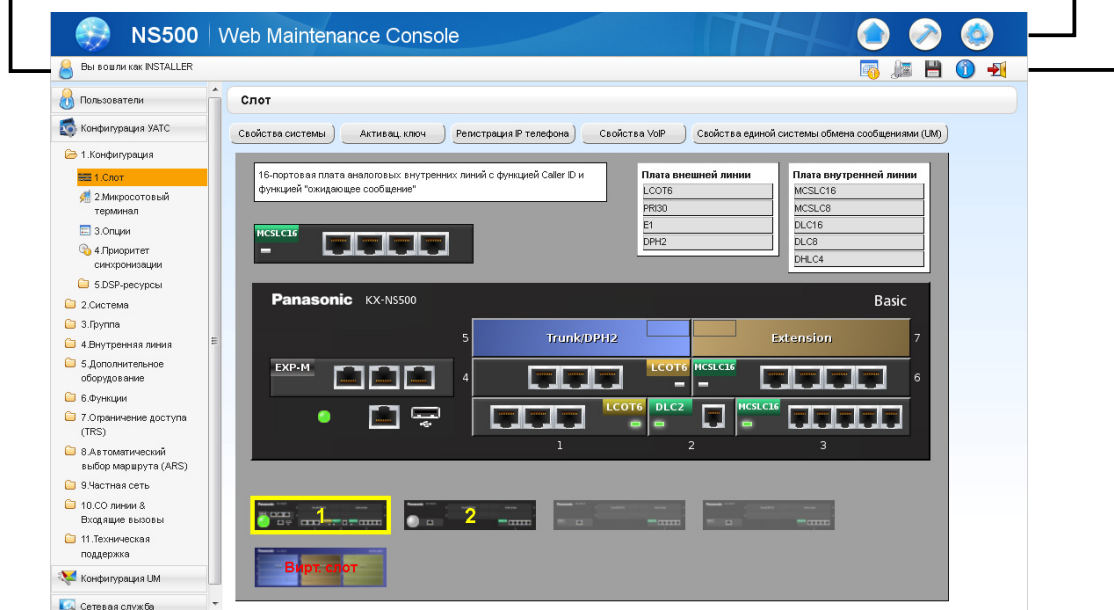 NS500 Web Maintenance Console
Вы вошли как INSTALLER
Пользователи
Конфигурация УАТС
1.Конфигурация
1.Слот
2.Микросотовый
терминал
3.Опции
4.Приоритет
синхронизации
5.DSP-ресурсы
2.Система
3.Группа
4.Внутренняя линия
5.Дополнительное
оборудование
6.Функции
7.Ограничение доступа
(TRS)
8.Автоматический
выбор маршрута (ARS)
9.Частная сеть
10.CO линии &
Входящие вызовы
11.Техническая
поддержка
Конфигурация UM
Сетевая служба
Слот
Свойства системы
Активац. ключ
Регистрация IP телефона
Свойства VoIP
Свойства единой системы обмена сообщениями (UM)
16-портовая плата аналоговых внутренних линий с функцией Caller ID и
функцией "ожидающее сообщение"
Плата внешней линии
LCOT6
PRI30
E1
DPH2
Плата внутренней линии
MCSLC16
MCSLC8
DLC16
DLC8
DHLC4
MCSLC16
Panasonic KX-NS500 Basic
5 Trunk/DPH2 Extension 7
EXP-M 4 LCOT6 MCSLC16 6
LCOT6 DLC2 MCSLC16
1 2 3
1 2
Вирт. слот